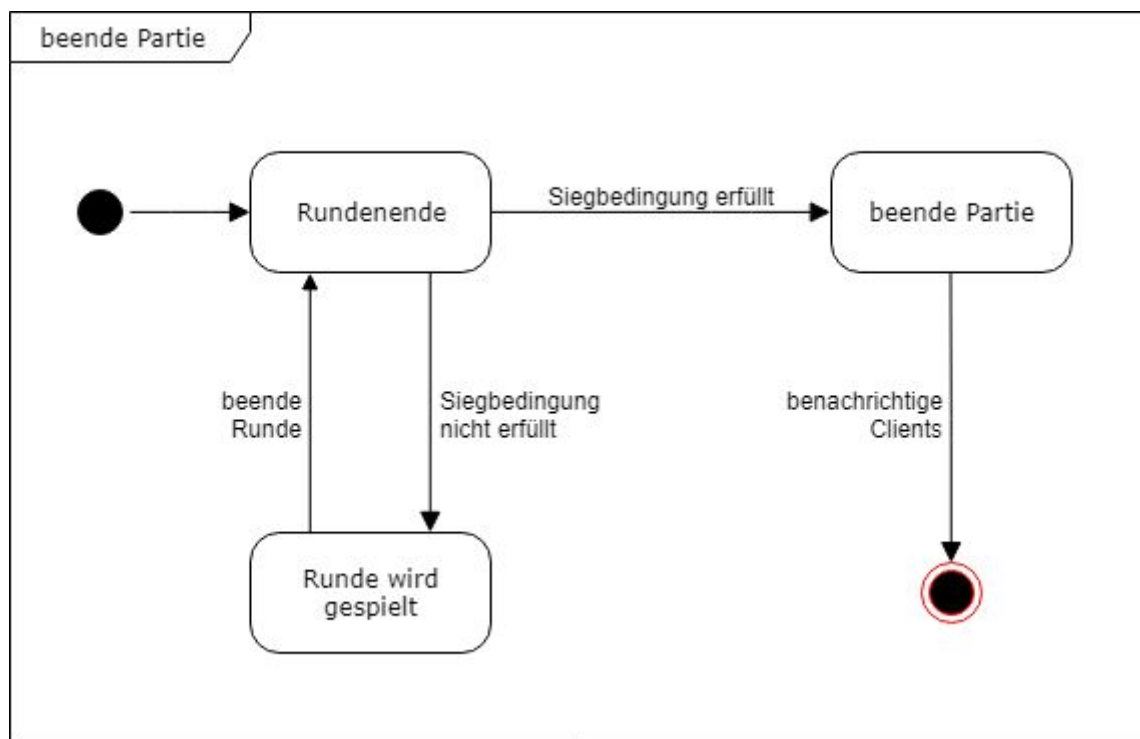 beende Partie
Rundenende
Siegbedingung erfüllt
beende Partie
beende
Runde
Siegbedingung
nicht erfüllt
benachrichtige
Clients
Runde wird
gespielt